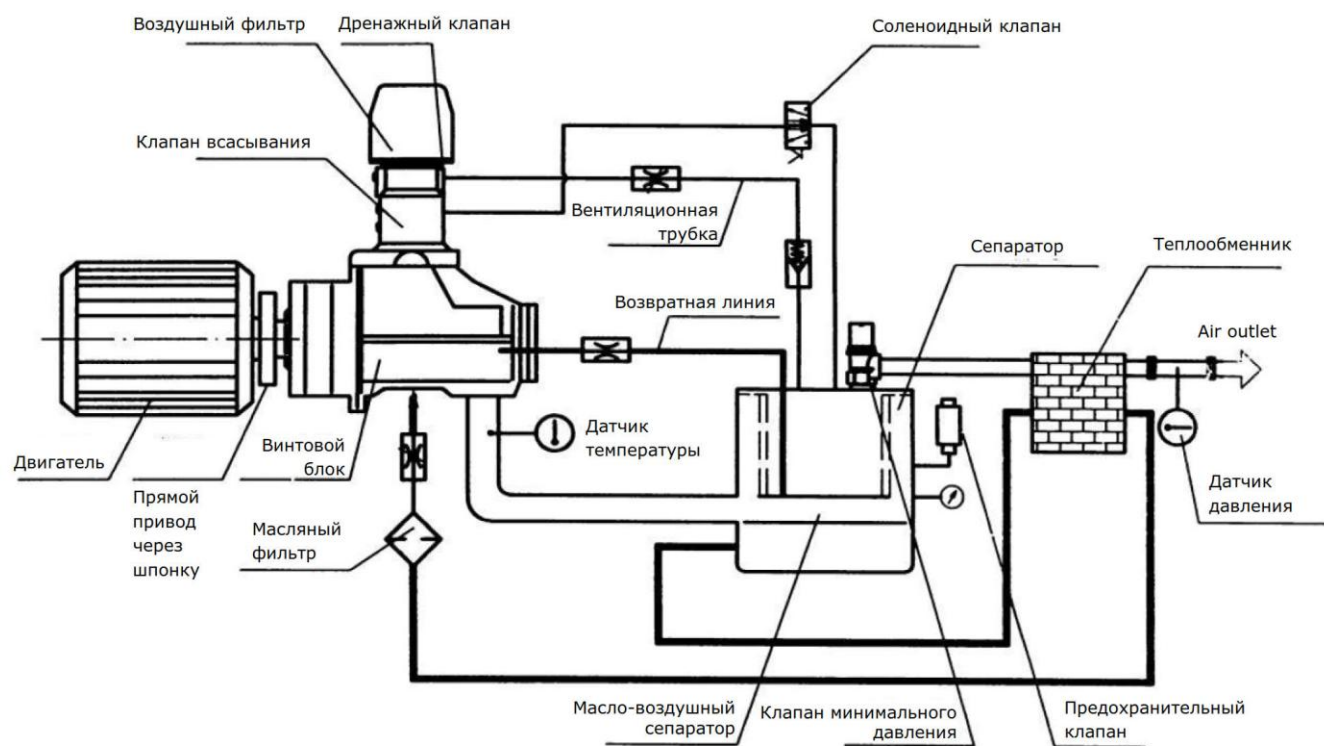 Воздушный фильтр
Дренажный клапан
Соленоидный клапан
Клапан всасывания
Вентиляционная
трубка
Сепаратор
Теплообменник
Возвратная линия
Air outlet
Датчик
температуры
Двигатель
Винтовой
блок
Прямой
привод
через
шпонку
Масляный
фильтр
Датчик
давления
Масло-воздушный
сепаратор
Клапан минимального
давления
Предохранительный
клапан